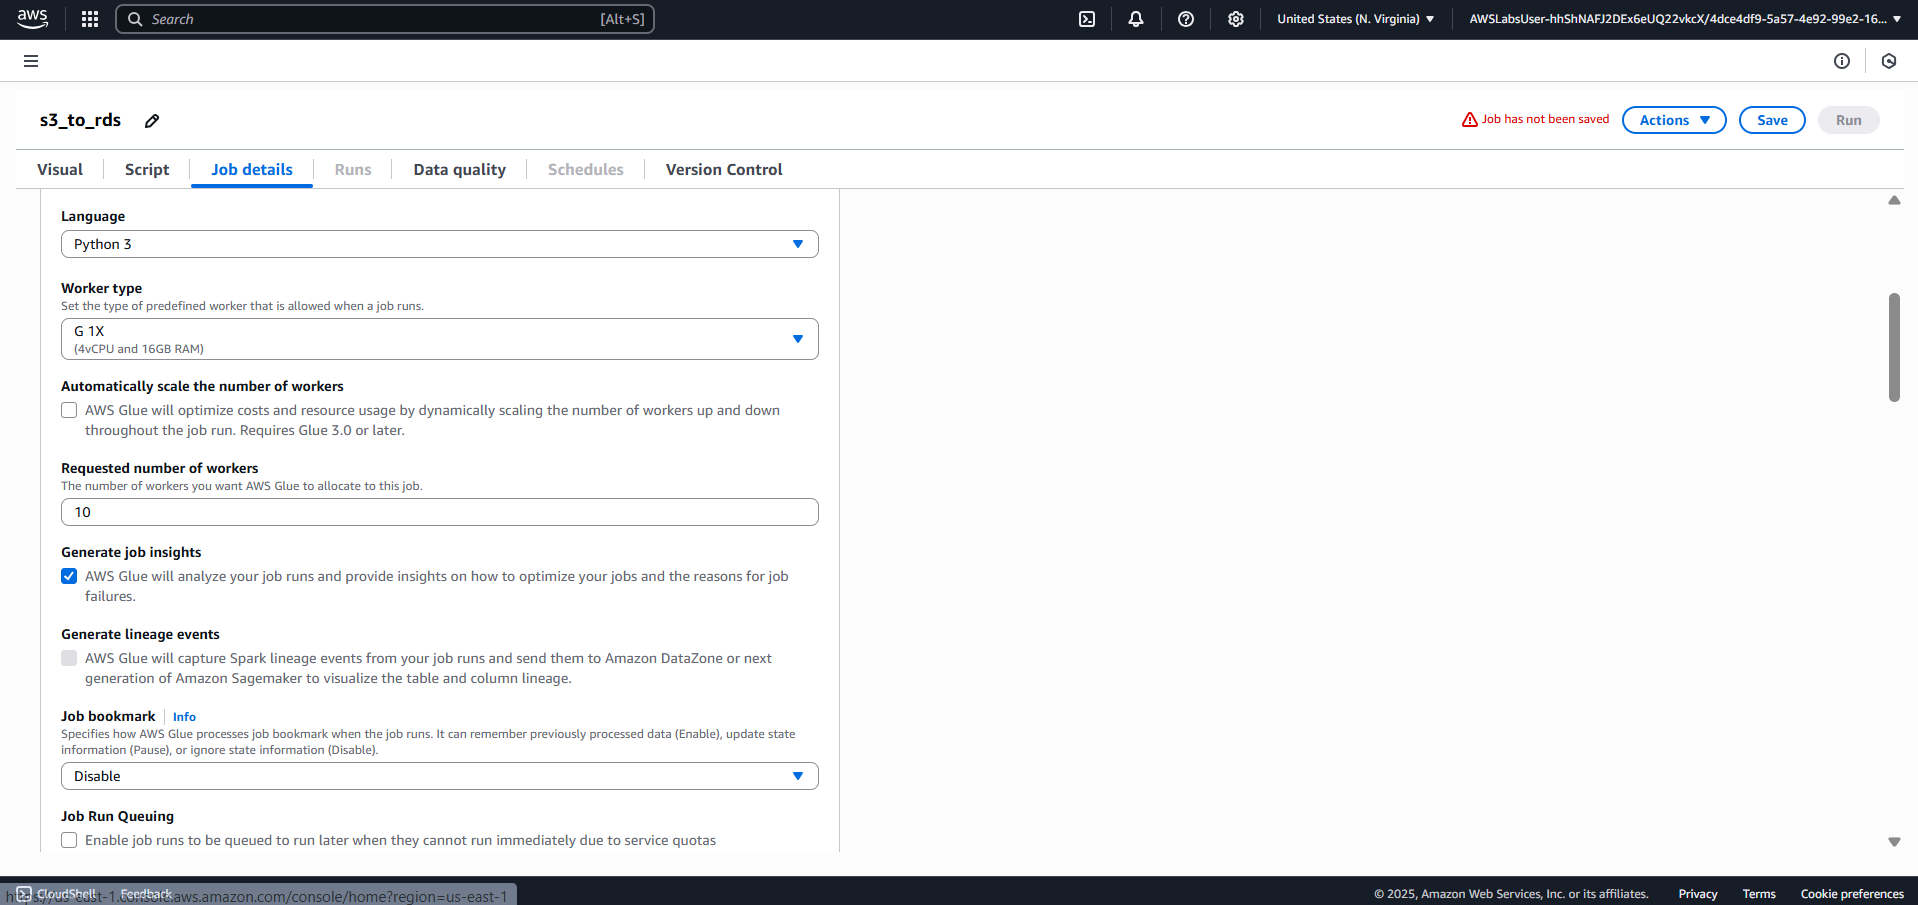 aws
Search
[Alt+S]
United States (N. Virginia)
AWSLabsUser-hhShNAFJ2DEx6eUQ22vkcX/4dce4df9-5a57-4e92-99e2-16...
s3_to_rds
Job has not been saved
Actions
Save
Run
Visual
Script
Job details
Runs
Data quality
Schedules
Version Control
Language
Python 3
Worker type
Set the type of predefined worker that is allowed when a job runs.
G 1X
(4vCPU and 16GB RAM)
Automatically scale the number of workers
AWS Glue will optimize costs and resource usage by dynamically scaling the number of workers up and down
throughout the job run. Requires Glue 3.0 or later.
Requested number of workers
The number of workers you want AWS Glue to allocate to this job.
10
Generate job insights
AWS Glue will analyze your job runs and provide insights on how to optimize your jobs and the reasons for job
failures.
Generate lineage events
AWS Glue will capture Spark lineage events from your job runs and send them to Amazon DataZone or next
generation of Amazon Sagemaker to visualize the table and column lineage.
Job bookmark
Info
Specifies how AWS Glue processes job bookmark when the job runs. It can remember previously processed data (Enable), update state
information (Pause), or ignore state information (Disable).
Disable
Job Run Queuing
Enable job runs to be queued to run later when they cannot run immediately due to service quotas
CloudShell
Feedback
https://us-east-1.console.aws.amazon.com/console/home?region=us-east-1
© 2025, Amazon Web Services, Inc. or its affiliates.
Privacy
Terms
Cookie preferences